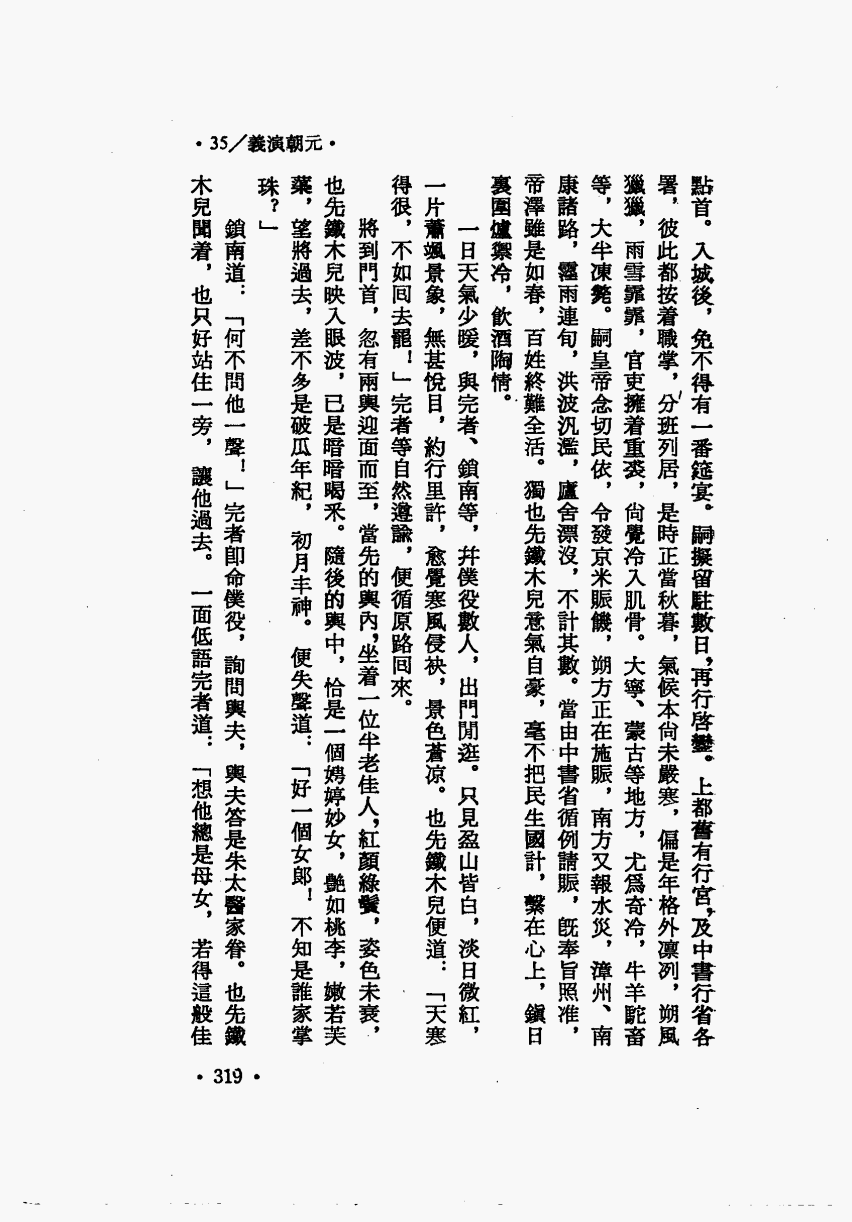 ·35/義演朝元·
點首。入城後，免不得有一番筵宴。嗣擬留駐數日，再行啓鑾。上都舊有行宮，及中書行省各
署，彼此都按着職掌，分班列居，是時正當秋暮，氣候本尚未嚴寒，偏是年格外凛冽，朔風
獵獵，雨雪霏霏，官吏擁着重裘，尚覺冷入肌骨。大寧、蒙古等地方，尤爲奇冷，牛羊駝畜
等，大半凍斃。嗣皇帝念切民依，令發京米賑饑，朔方正在施賑，南方又報水災，漳州、南
康諸路，霪雨連旬，洪波汎濫，廬舍漂沒，不計其數。當由中書省循例請賑，旣奉旨照准，
帝澤雖是如春，百姓終難全活。獨也先鐵木兒意氣自豪，毫不把民生國計，繫在心上，鎭日
裏圍爐禦冷，飲酒陶情。
一日天氣少暖，與完者、鎖南等，幷僕役數人，出門閒逛。只見盈山皆白，淡日微紅，
一片蕭颯景象，無甚悅目，約行里許，愈覺寒風侵袂，景色蒼凉。也先鐵木兒便道：「天寒
得很，不如回去罷！」完者等自然遵諭，便循原路回來。
將到門首，忽有兩輿迎面而至，當先的輿內，坐着一位半老佳人，紅顏綠鬢，姿色未衰，
也先鐵木兒映入眼波，已是暗暗喝采。隨後的輿中，恰是一個娉婷妙女，艷如桃李，嫩若芙
蕖，望將過去，差不多是破瓜年紀，初月丰神。便失聲道：「好一個女郎！不知是誰家掌
珠？」
鎖南道：「何不問他一聲！」完者卽命僕役，詢問輿夫，輿夫答是朱太醫家眷。也先鐵
木兒聞着，也只好站住一旁，讓他過去。一面低語完者道：「想他總是母女，若得這般佳
·319·